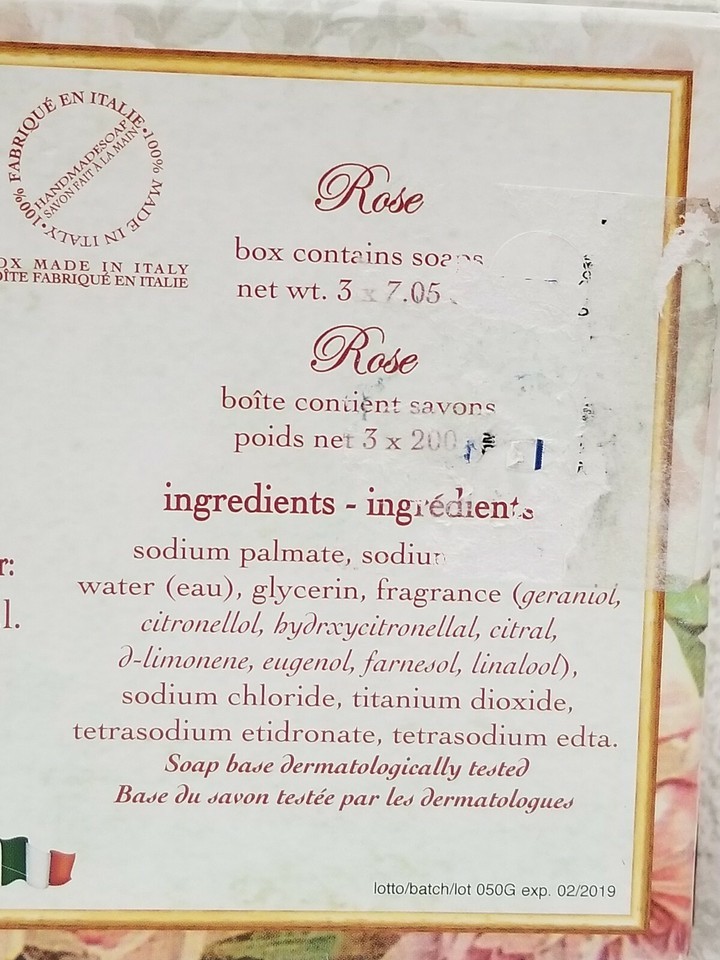 100% FABRIQUÉ EN ITALIE • 100% MADE IN ITALY •
HANDMADE SOAP
SAVON FAIT À LA MAIN
OX MADE IN ITALY
OÎTE FABRIQUÉ EN ITALIE
Rose
box contains soaps
net wt. 3 x 7.05
Rose
boîte contient savons
poids net 3 x 200
ingredients - ingrédients
sodium palmate,
water (eau), glycerin, fragrance (geraniol,
citronellol, hydrxycitronellal, citral,
d-limonene, eugenol, farnesol, linalool),
sodium chloride, titanium dioxide,
tetrasodium etidronate, tetrasodium edta.
Soap base dermatologically tested
Base du savon testée par les dermatologues
r:
l.
lotto/batch/lot 050G exp. 02/2019